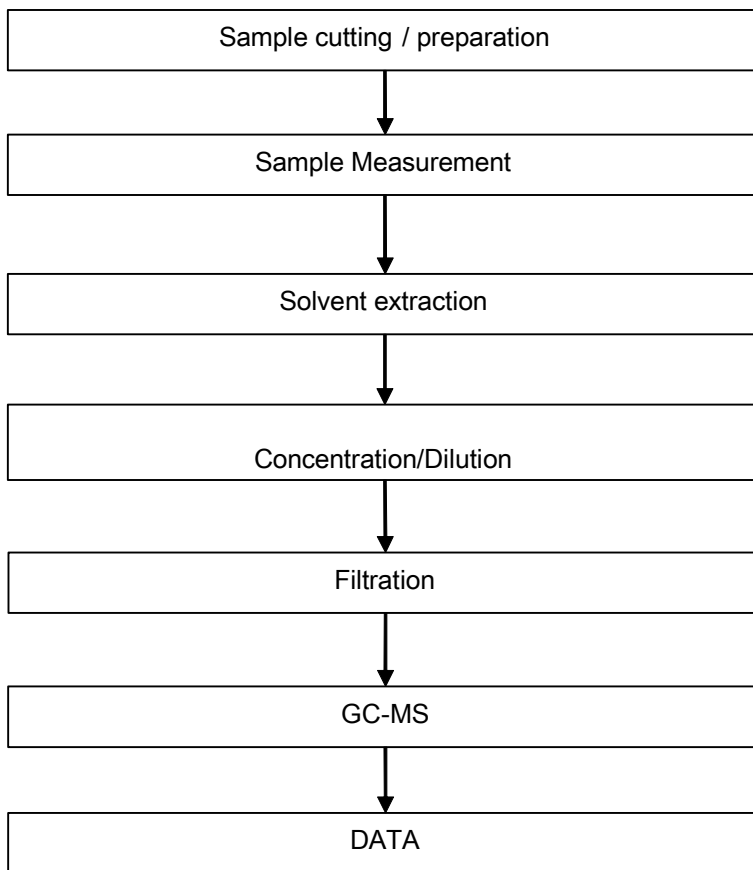 Sample cutting / preparation
Sample Measurement
Solvent extraction
Concentration/Dilution
Filtration
GC-MS
DATA